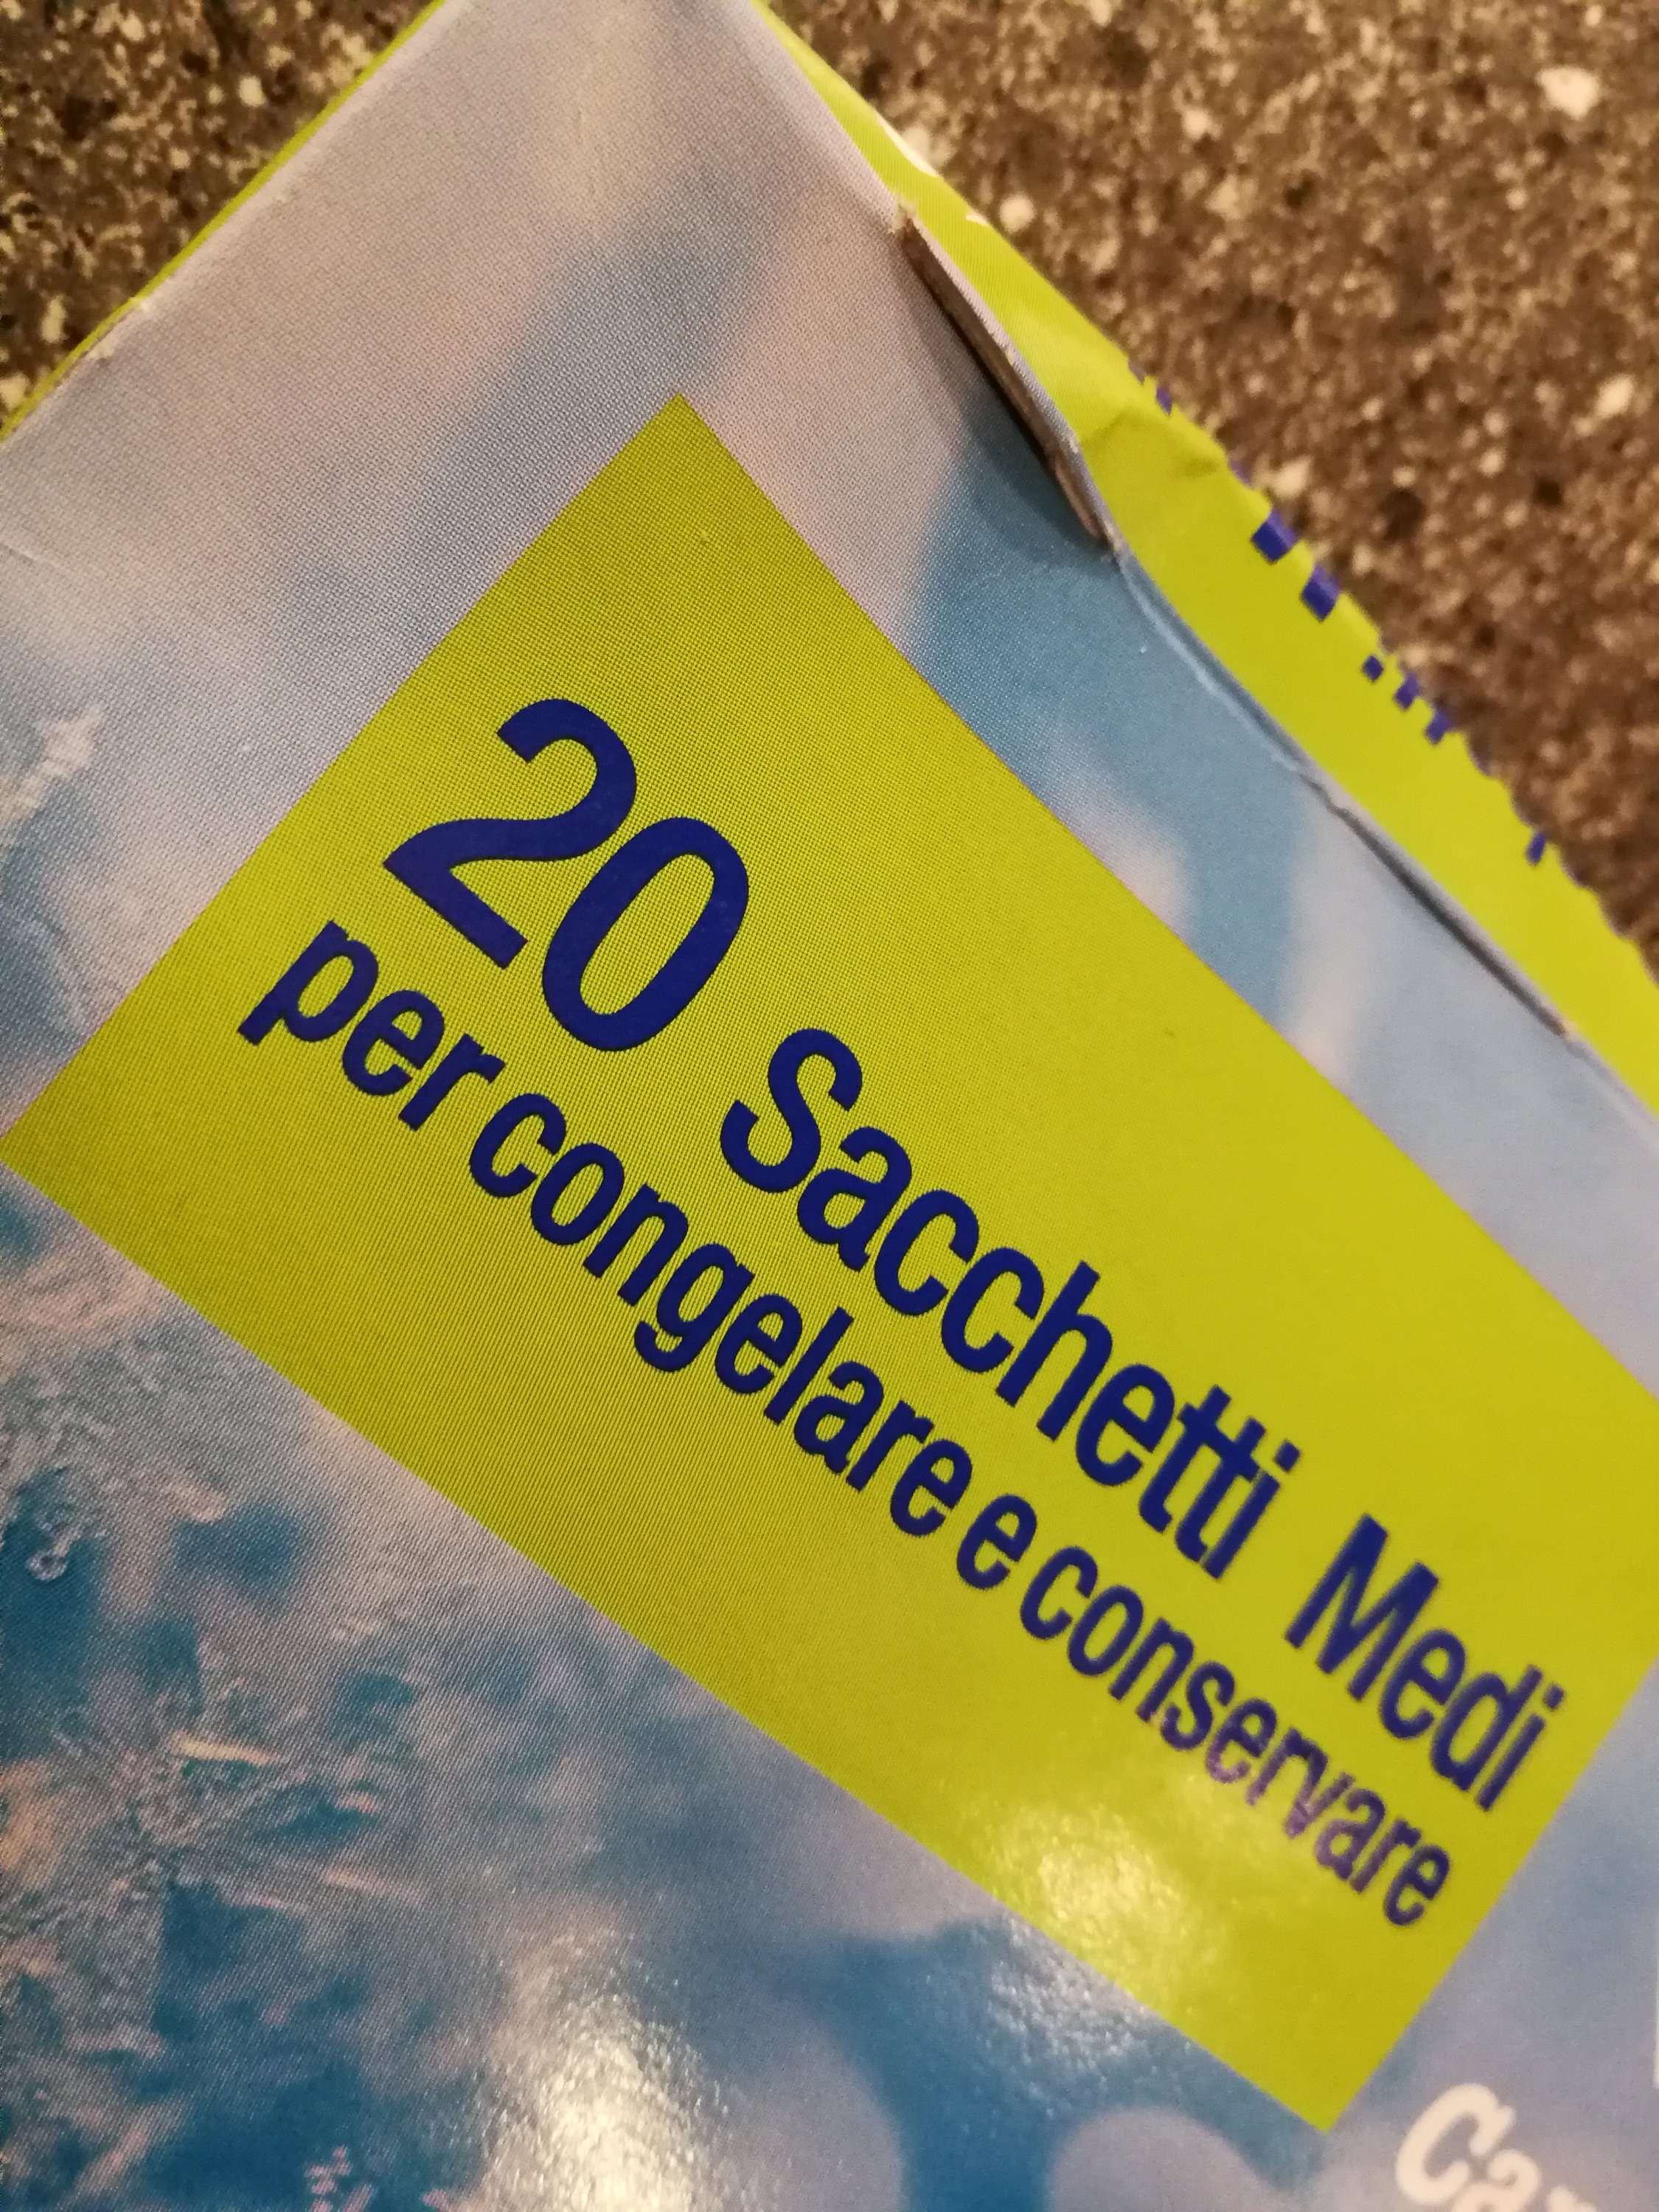 20 Sacchetti Medi
per congelare e conservare